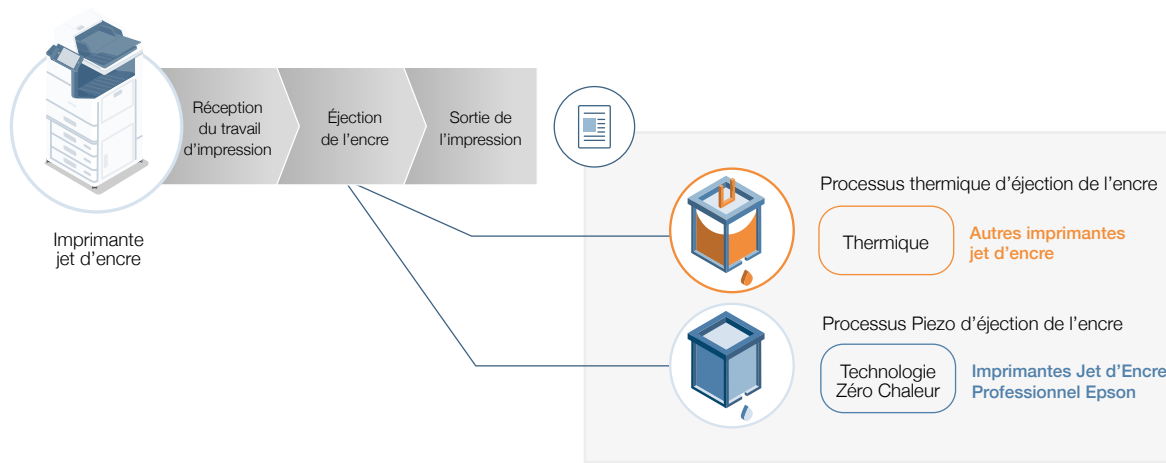 Réception
du travail
d'impression
Éjection
de l'encre
Sortie de
l'impression
Imprimante
jet d'encre
Processus thermique d'éjection de l'encre
Thermique
Autres imprimantes
jet d'encre
Processus Piezo d'éjection de l'encre
Technologie
Zéro Chaleur
Imprimantes Jet d'Encre
Professionnel Epson